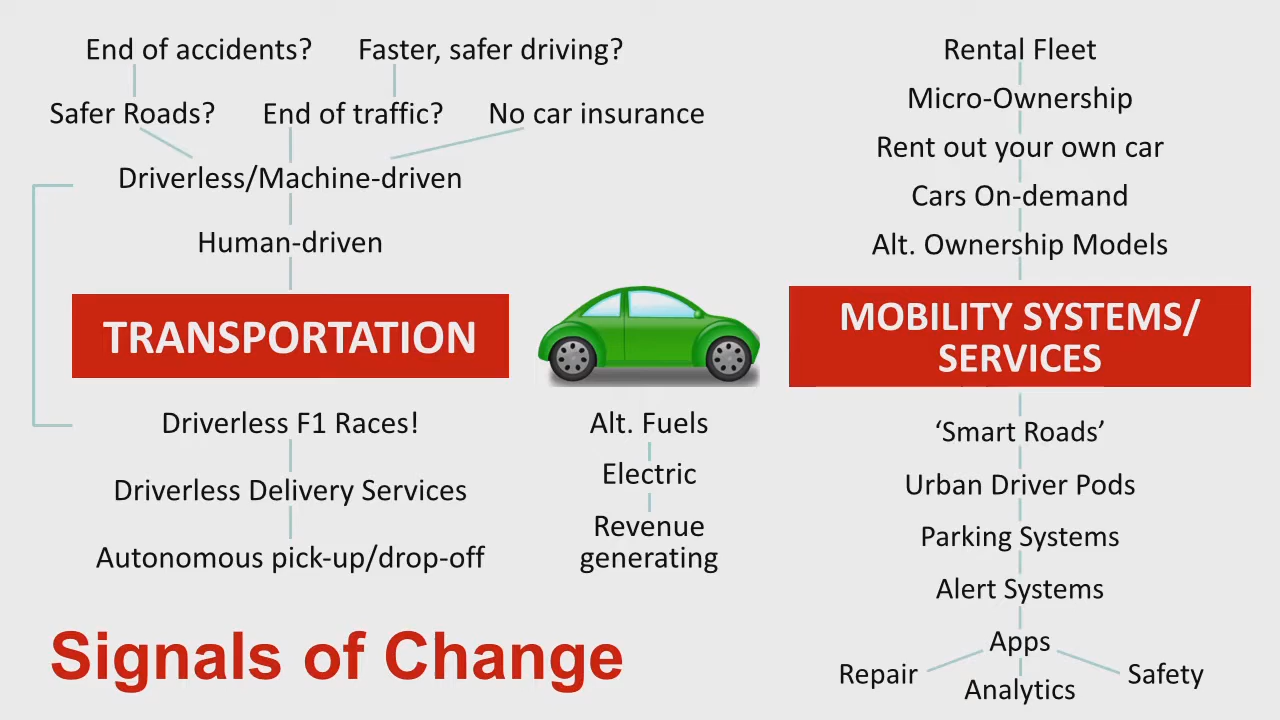 End of accidents?
Faster, safer driving?
Safer Roads?
End of traffic?
No car insurance
Driverless/Machine-driven
Human-driven
TRANSPORTATION
Driverless F1 Races!
Driverless Delivery Services
Autonomous pick-up/drop-off
Alt. Fuels
Electric
Revenue
generating
Rental Fleet
Micro-Ownership
Rent out your own car
Cars On-demand
Alt. Ownership Models
MOBILITY SYSTEMS/
SERVICES
‘Smart Roads’
Urban Driver Pods
Parking Systems
Alert Systems
Apps
Repair
Analytics
Safety
Signals of Change